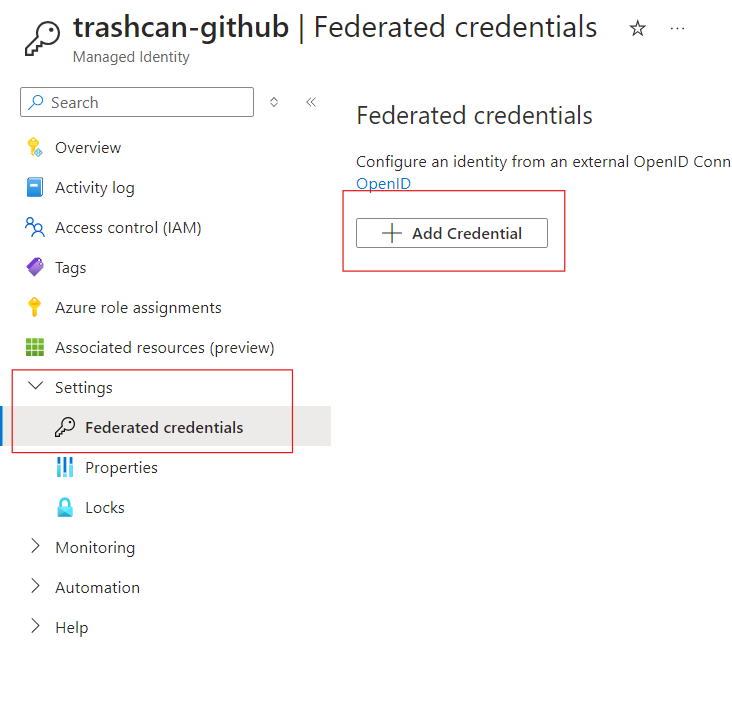 trashcan-github | Federated credentials
Managed Identity
Search
Overview
Activity log
Access control (IAM)
Tags
Azure role assignments
Associated resources (preview)
Settings
Federated credentials
Properties
Locks
Monitoring
Automation
Help
Federated credentials
Configure an identity from an external OpenID Conn
OpenID
Add Credential